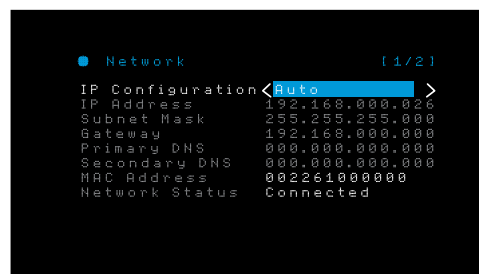 Network [1/2]
IP Configuration Auto
IP Address 192.168.000.026
Subnet Mask 255.255.255.000
Gateway 192.168.000.000
Primary DNS 000.000.000.000
Secondary DNS 000.000.000.000
MAC Address 002261000000
Network Status Connected